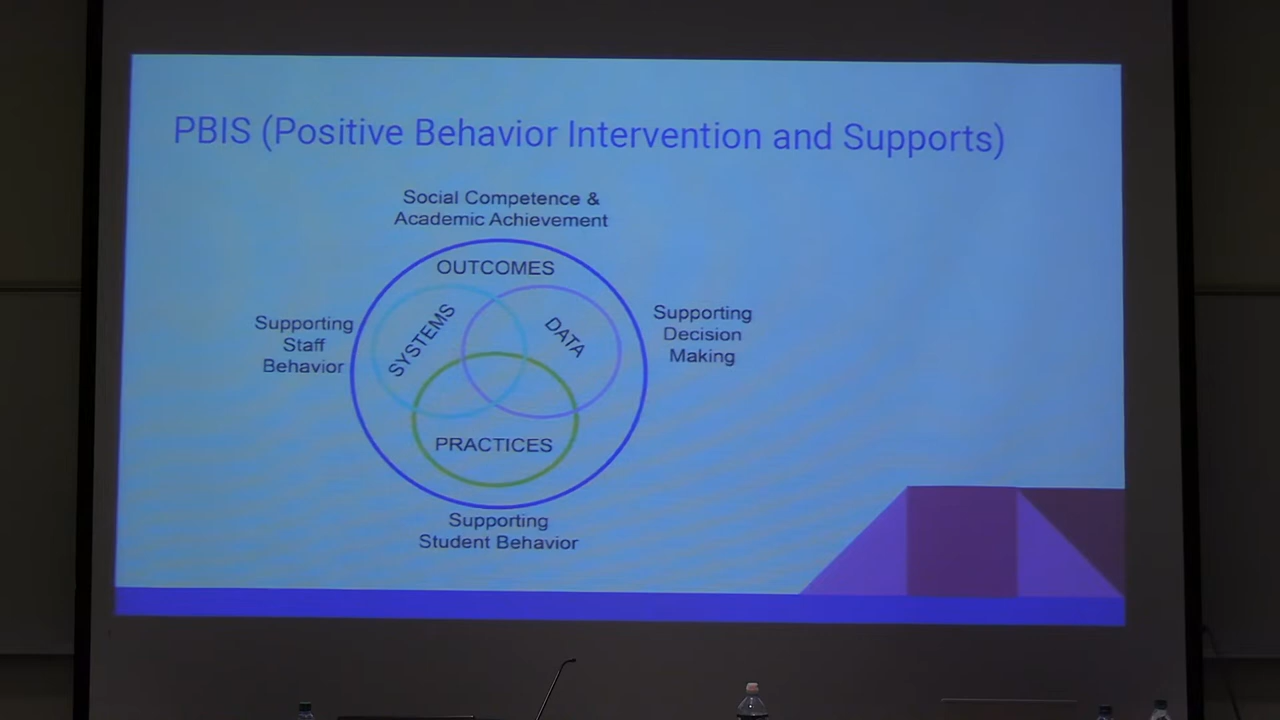 PBIS (Positive Behavior Intervention and Supports)
Social Competence &
Academic Achievement
OUTCOMES
SYSTEMS
DATA
Supporting
Staff
Behavior
Supporting
Decision
Making
PRACTICES
Supporting
Student Behavior